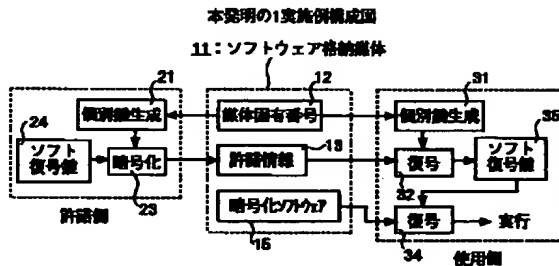 本発明の1実施例構成図
11：ソフトウェア格納媒体
21
個別鍵生成
24
ソフト
復号鍵
暗号化
23
許諾側
12
媒体固有番号
13
許諾情報
暗号化ソフトウェア
15
31
個別鍵生成
35
ソフト
復号鍵
復号
32
復号
34
実行
使用側